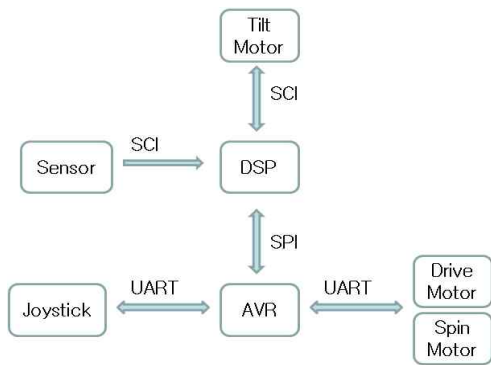 Tilt
Motor
SCI
SCI
Sensor
DSP
SPI
UART
UART
Joystick
AVR
Drive
Motor
Spin
Motor